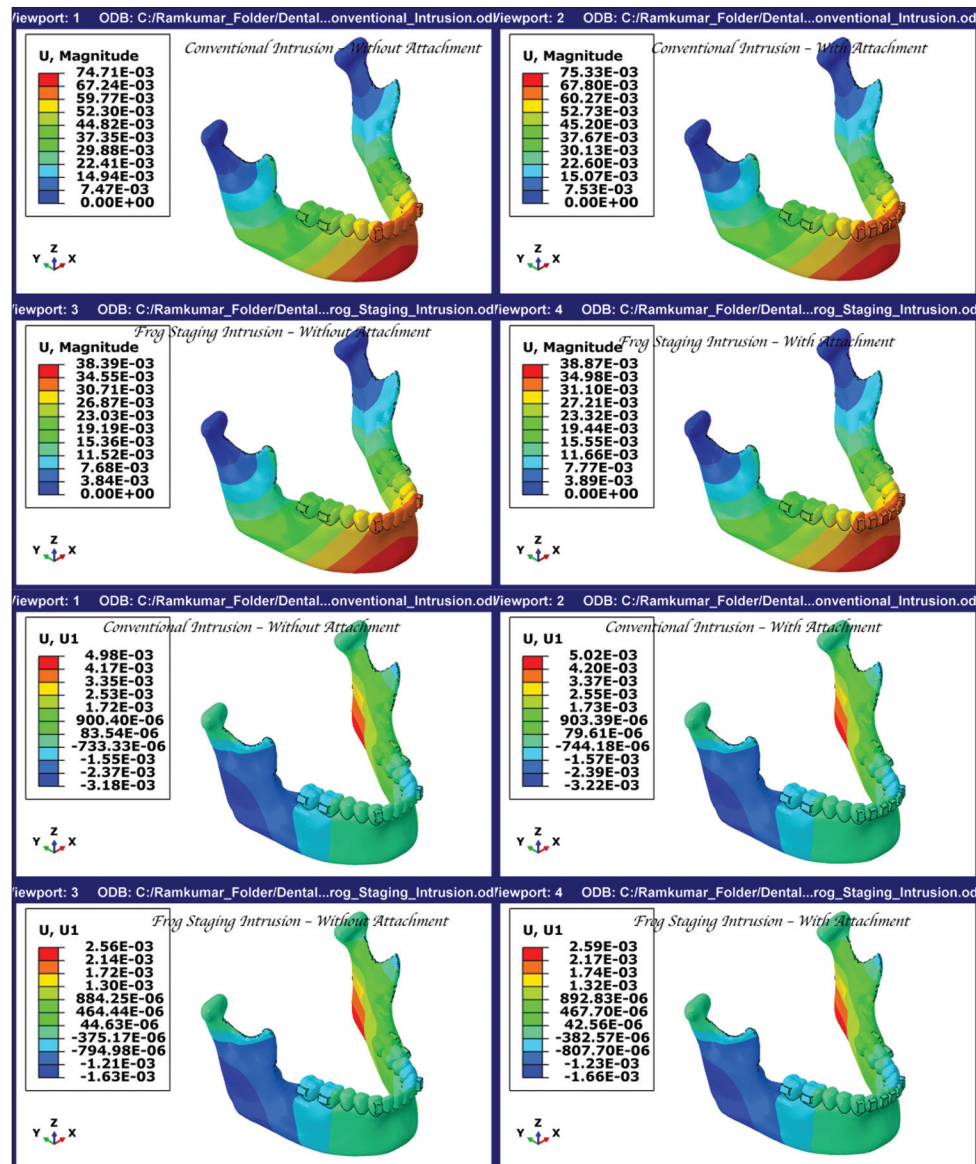 /iewport: 1 ODB: C:/Ramkumar_Folder/Dental...onventional_Intrusion.odl
Conventional Intrusion – Without Attachment
U, Magnitude
74.71E-03
67.24E-03
59.77E-03
52.30E-03
44.82E-03
37.35E-03
29.88E-03
22.41E-03
14.94E-03
7.47E-03
0.00E+00
Z
Y X
/iewport: 2 ODB: C:/Ramkumar_Folder/Dental...onventional_Intrusion.od
Conventional Intrusion – With Attachment
U, Magnitude
75.33E-03
67.80E-03
60.27E-03
52.73E-03
45.20E-03
37.67E-03
30.13E-03
22.60E-03
15.07E-03
7.53E-03
0.00E+00
Z
Y X
/iewport: 3 ODB: C:/Ramkumar_Folder/Dental...rog_Staging_Intrusion.od
Frog Staging Intrusion – Without Attachment
U, Magnitude
38.39E-03
34.55E-03
30.71E-03
26.87E-03
23.03E-03
19.19E-03
15.36E-03
11.52E-03
7.68E-03
3.84E-03
0.00E+00
Z
Y X
/iewport: 4 ODB: C:/Ramkumar_Folder/Dental...rog_Staging_Intrusion.od
Frog Staging Intrusion – With Attachment
U, Magnitude
38.87E-03
34.98E-03
31.10E-03
27.21E-03
23.32E-03
19.44E-03
15.55E-03
11.66E-03
7.77E-03
3.89E-03
0.00E+00
Z
Y X
/iewport: 1 ODB: C:/Ramkumar_Folder/Dental...onventional_Intrusion.odl
Conventional Intrusion – Without Attachment
U, U1
4.98E-03
4.17E-03
3.35E-03
2.53E-03
1.72E-03
900.40E-06
83.54E-06
-733.33E-06
-1.55E-03
-2.37E-03
-3.18E-03
Z
Y X
/iewport: 2 ODB: C:/Ramkumar_Folder/Dental...onventional_Intrusion.od
Conventional Intrusion – With Attachment
U, U1
5.02E-03
4.20E-03
3.37E-03
2.55E-03
1.73E-03
903.39E-06
79.61E-06
-744.18E-06
-1.57E-03
-2.39E-03
-3.22E-03
Z
Y X
/iewport: 3 ODB: C:/Ramkumar_Folder/Dental...rog_Staging_Intrusion.od
Frog Staging Intrusion – Without Attachment
U, U1
2.56E-03
2.14E-03
1.72E-03
1.30E-03
884.25E-06
464.44E-06
44.63E-06
-375.17E-06
-794.98E-06
-1.21E-03
-1.63E-03
Z
Y X
/iewport: 4 ODB: C:/Ramkumar_Folder/Dental...rog_Staging_Intrusion.od
Frog Staging Intrusion – With Attachment
U, U1
2.59E-03
2.17E-03
1.74E-03
1.32E-03
892.83E-06
467.70E-06
42.56E-06
-382.57E-06
-807.70E-06
-1.23E-03
-1.66E-03
Z
Y X